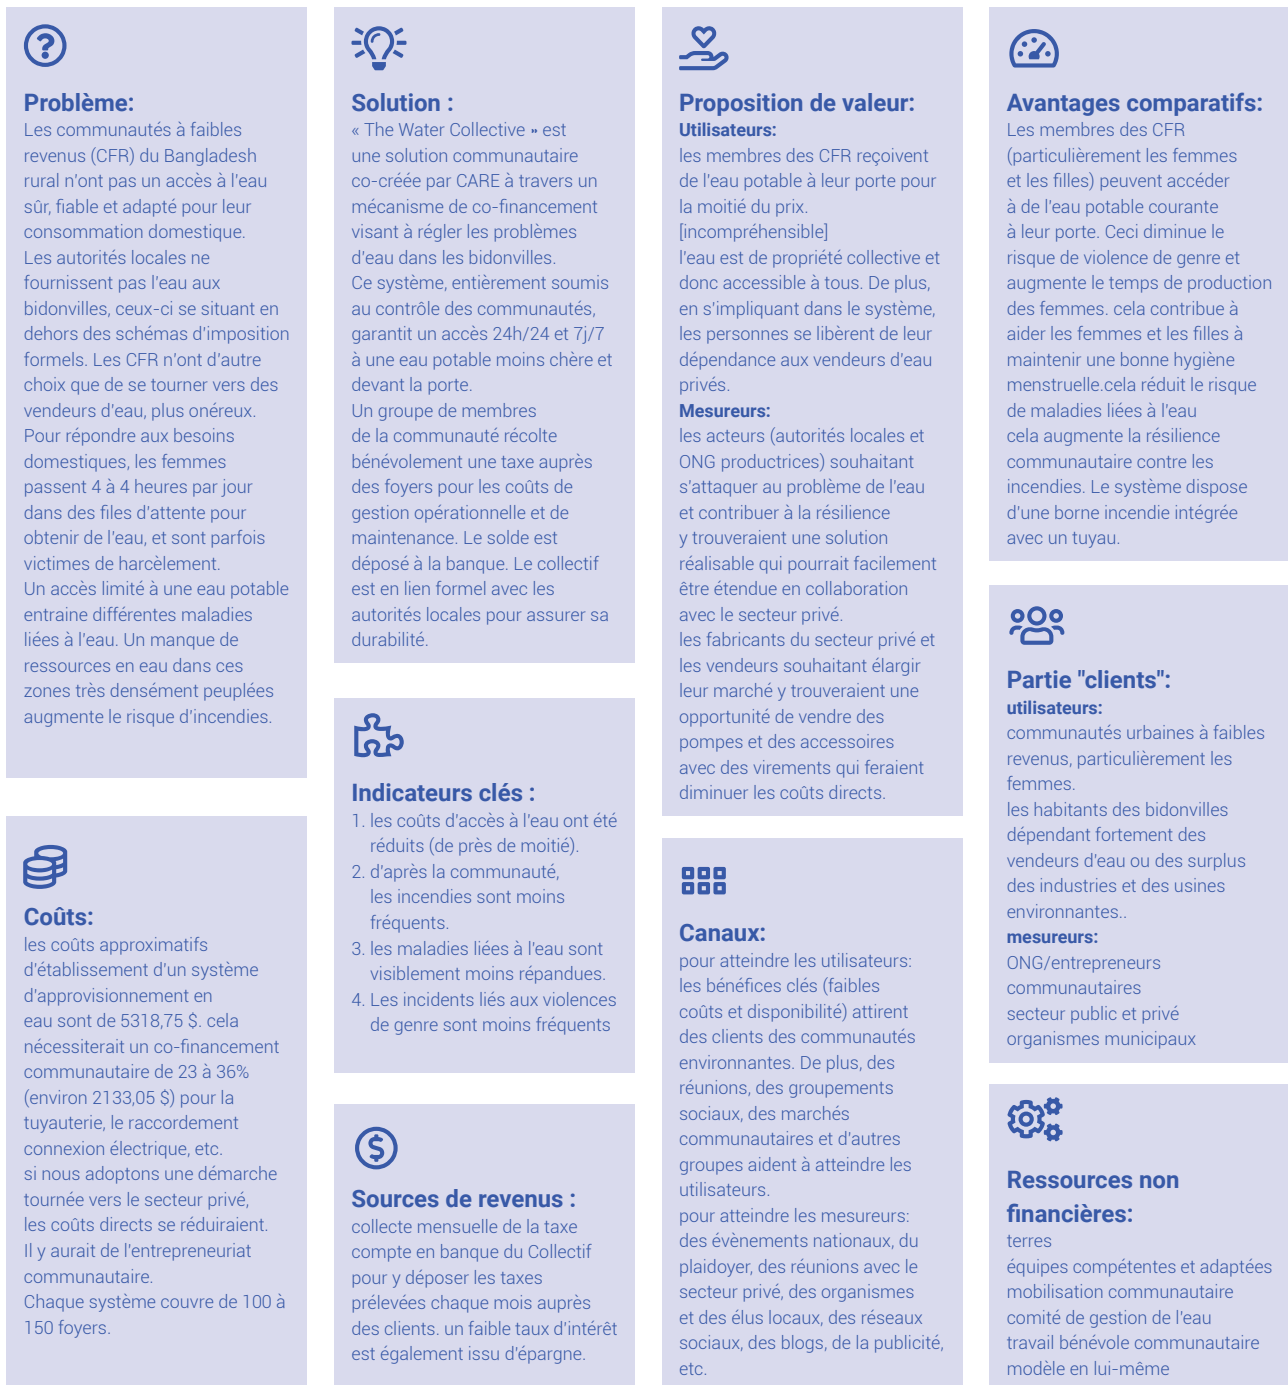 Problème:
Les communautés à faibles
revenus (CFR) du Bangladesh
rural n'ont pas un accès à l'eau
sûr, fiable et adapté pour leur
consommation domestique.
Les autorités locales ne
fournissent pas l'eau aux
bidonvilles, ceux-ci se situant en
dehors des schémas d'imposition
formels. Les CFR n'ont d'autre
choix que de se tourner vers des
vendeurs d'eau, plus onéreux.
Pour répondre aux besoins
domestiques, les femmes
passent 4 à 4 heures par jour
dans des files d'attente pour
obtenir de l'eau, et sont parfois
victimes de harcèlement.
Un accès limité à une eau potable
entraine différentes maladies
liées à l'eau. Un manque de
ressources en eau dans ces
zones très densément peuplées
augmente le risque d'incendies.
Coûts:
les coûts approximatifs
d'établissement d'un système
d'approvisionnement en
eau sont de 5318,75 $. cela
nécessiterait un co-financement
communautaire de 23 à 36%
(environ 2133,05 $) pour la
tuyauterie, le raccordement
connexion électrique, etc.
si nous adoptons une démarche
tournée vers le secteur privé,
les coûts directs se réduiraient.
Il y aurait de l'entrepreneuriat
communautaire.
Chaque système couvre de 100 à
150 foyers.
Solution :
« The Water Collective » est
une solution communautaire
co-créée par CARE à travers un
mécanisme de co-financement
visant à régler les problèmes
d'eau dans les bidonvilles.
Ce système, entièrement soumis
au contrôle des communautés,
garantit un accès 24h/24 et 7j/7
à une eau potable moins chère et
devant la porte.
Un groupe de membres
de la communauté récolte
bénévolement une taxe auprès
des foyers pour les coûts de
gestion opérationnelle et de
maintenance. Le solde est
déposé à la banque. Le collectif
est en lien formel avec les
autorités locales pour assurer sa
durabilité.
Indicateurs clés :
1. les coûts d'accès à l'eau ont été
réduits (de près de moitié).
2. d'après la communauté,
les incendies sont moins
fréquents.
3. les maladies liées à l'eau sont
visiblement moins répandues.
4. Les incidents liés aux violences
de genre sont moins fréquents
Sources de revenus :
collecte mensuelle de la taxe
compte en banque du Collectif
pour y déposer les taxes
prélevées chaque mois auprès
des clients. un faible taux d'intérêt
est également issu d'épargne.
Proposition de valeur:
Utilisateurs:
les membres des CFR reçoivent
de l'eau potable à leur porte pour
la moitié du prix.
[incompréhensible]
l'eau est de propriété collective et
donc accessible à tous. De plus,
en s'impliquant dans le système,
les personnes se libèrent de leur
dépendance aux vendeurs d'eau
privés.
Mesureurs:
les acteurs (autorités locales et
ONG productrices) souhaitant
s'attaquer au problème de l'eau
et contribuer à la résilience
y trouveraient une solution
réalisable qui pourrait facilement
être étendue en collaboration
avec le secteur privé.
les fabricants du secteur privé et
les vendeurs souhaitant élargir
leur marché y trouveraient une
opportunité de vendre des
pompes et des accessoires
avec des virements qui feraient
diminuer les coûts directs.
Canaux:
pour atteindre les utilisateurs:
les bénéfices clés (faibles
coûts et disponibilité) attirent
des clients des communautés
environnantes. De plus, des
réunions, des groupements
sociaux, des marchés
communautaires et d'autres
groupes aident à atteindre les
utilisateurs.
pour atteindre les mesureurs:
des évènements nationaux, du
plaidoyer, des réunions avec le
secteur privé, des organismes
et des élus locaux, des réseaux
sociaux, des blogs, de la publicité,
etc.
Avantages comparatifs:
Les membres des CFR
(particulièrement les femmes
et les filles) peuvent accéder
à de l'eau potable courante
à leur porte. Ceci diminue le
risque de violence de genre et
augmente le temps de production
des femmes. cela contribue à
aider les femmes et les filles à
maintenir une bonne hygiène
menstruelle.cela réduit le risque
de maladies liées à l'eau
cela augmente la résilience
communautaire contre les
incendies. Le système dispose
d'une borne incendie intégrée
avec un tuyau.
Partie "clients":
utilisateurs:
communautés urbaines à faibles
revenus, particulièrement les
femmes.
les habitants des bidonvilles
dépendant fortement des
vendeurs d'eau ou des surplus
des industries et des usines
environnantes..
mesureurs:
ONG/entrepreneurs
communautaires
secteur public et privé
organismes municipaux
Ressources non
financières:
terres
équipes compétentes et adaptées
mobilisation communautaire
comité de gestion de l'eau
travail bénévole communautaire
modèle en lui-même